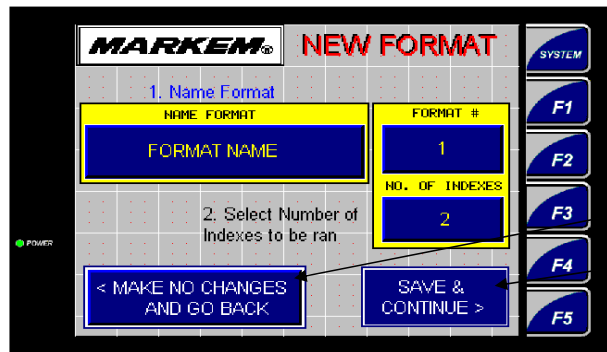 MARKEM® NEW FORMAT
SYSTEM
1. Name Format
NAME FORMAT
FORMAT #
F1
FORMAT NAME
1
F2
NO. OF INDEXES
2. Select Number of
Indexes to be ran
2
F3
POWER
F4
< MAKE NO CHANGES
AND GO BACK
SAVE &
CONTINUE >
F5